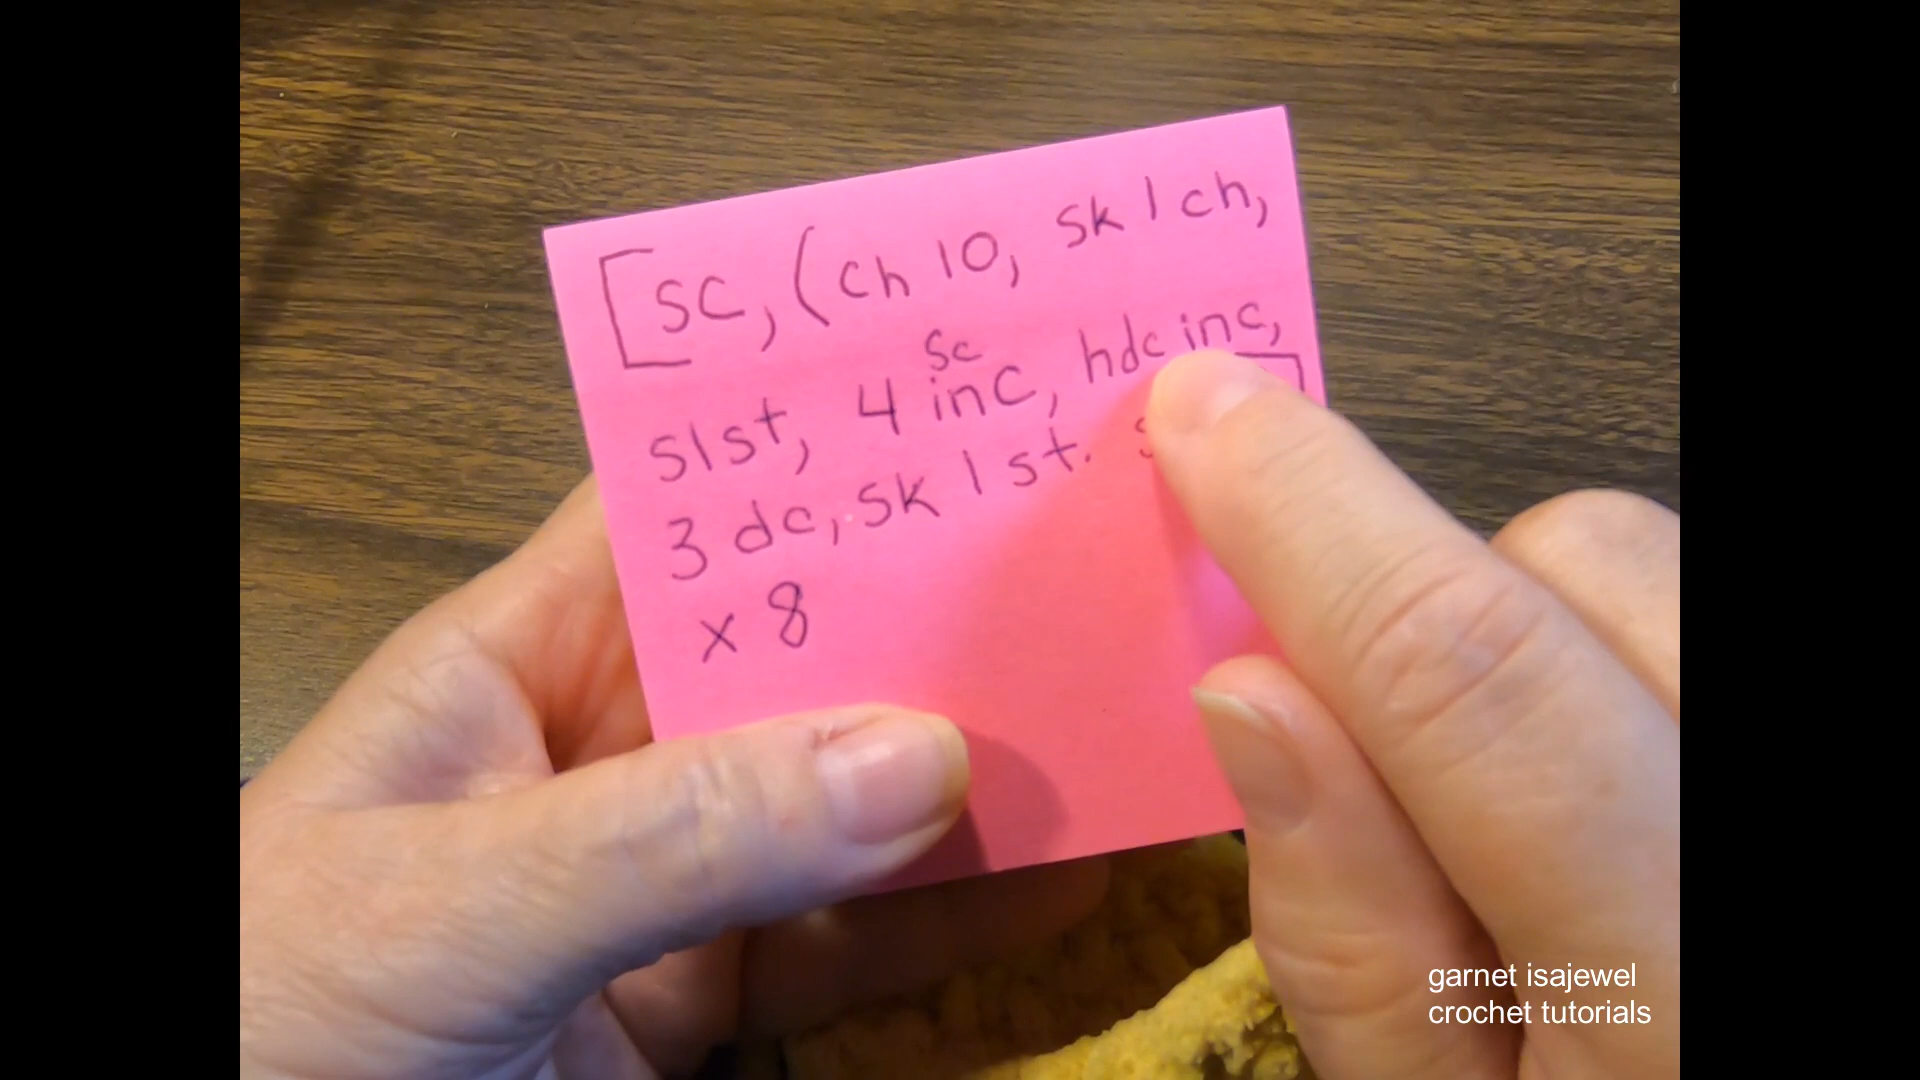 [SC, (ch 10, sk 1 ch,
slst, 4 sc inc, hdc inc,
3 dc, sk 1 st. ]
x 8
garnet isajewel
crochet tutorials